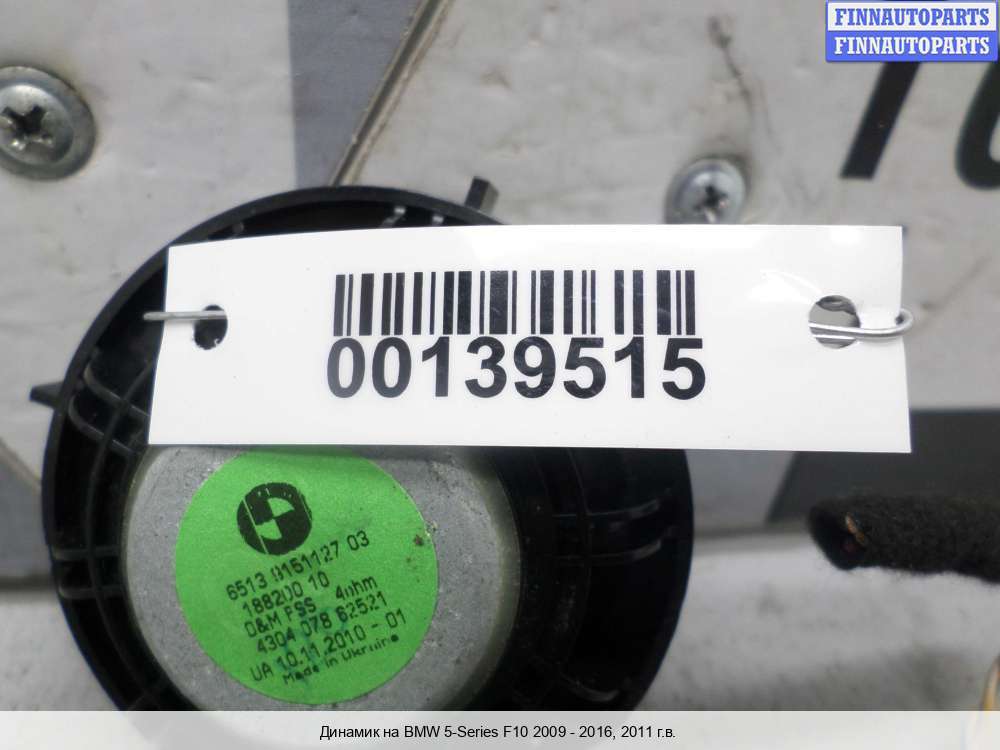 FINNAUTOPARTS
FINNAUTOPARTS
00139515
6513 9151127 03
188200 10
D&M FSS 4ohm
4304 078 62521
UA 10.11.2010 - 01
Made in Ukraine
Динамик на BMW 5-Series F10 2009 - 2016, 2011 г.в.